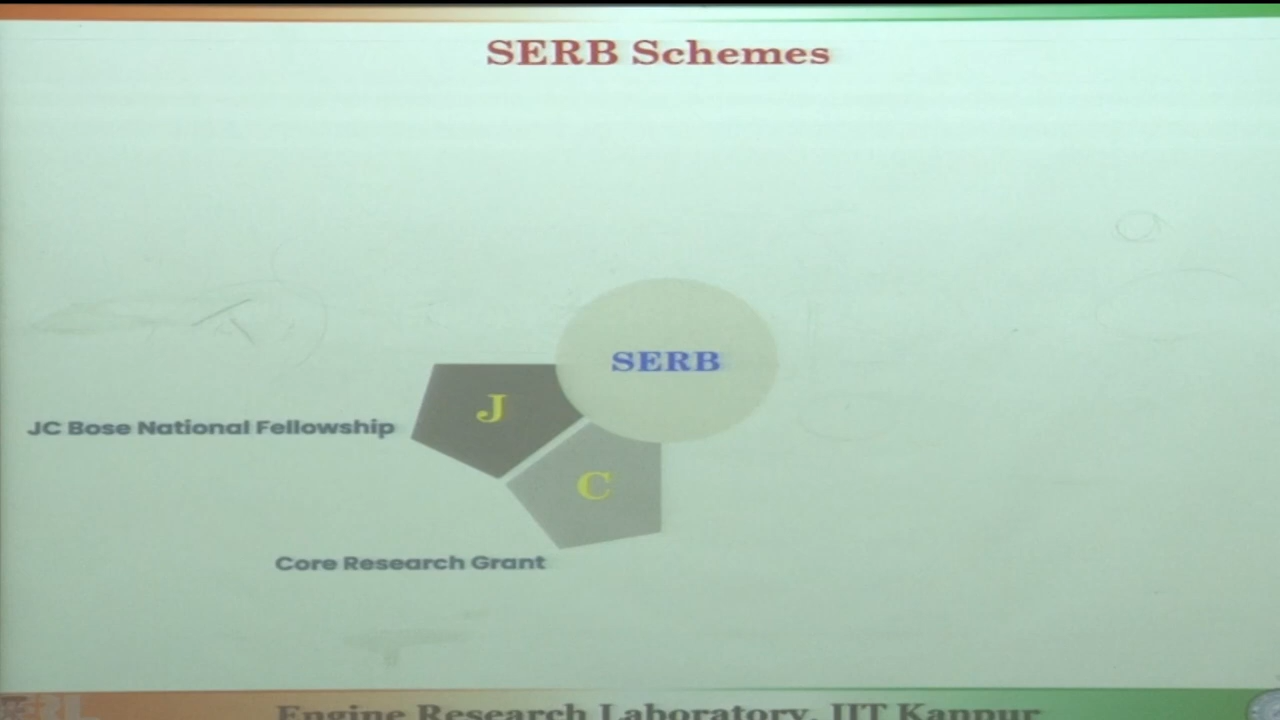 SERB Schemes
SERB
J
JC Bose National Fellowship
C
Core Research Grant
Engine Research Laboratory, IIT Kanpur